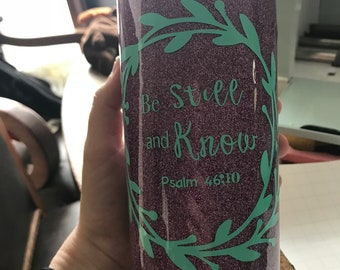 Be Still
and Know
Psalm 46:10